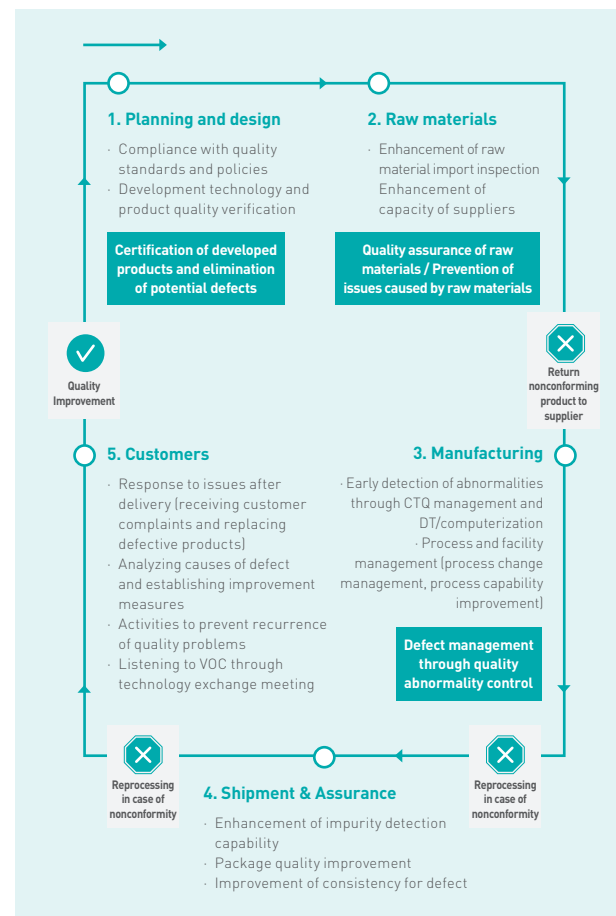 1. Planning and design
· Compliance with quality
standards and policies
· Development technology and
product quality verification
Certification of developed
products and elimination
of potential defects
2. Raw materials
· Enhancement of raw
material import inspection
Enhancement of
capacity of suppliers
Quality assurance of raw
materials / Prevention of
issues caused by raw materials
Return
nonconforming
product to
supplier
3. Manufacturing
· Early detection of abnormalities
through CTQ management and
DT/computerization
· Process and facility
management (process change
management, process capability
improvement)
Defect management
through quality
abnormality control
Reprocessing
in case of
nonconformity
4. Shipment & Assurance
· Enhancement of impurity detection
capability
· Package quality improvement
· Improvement of consistency for defect
Reprocessing
in case of
nonconformity
5. Customers
· Response to issues after
delivery (receiving customer
complaints and replacing
defective products)
· Analyzing causes of defect
and establishing improvement
measures
· Activities to prevent recurrence
of quality problems
· Listening to VOC through
technology exchange meeting
Quality
Improvement